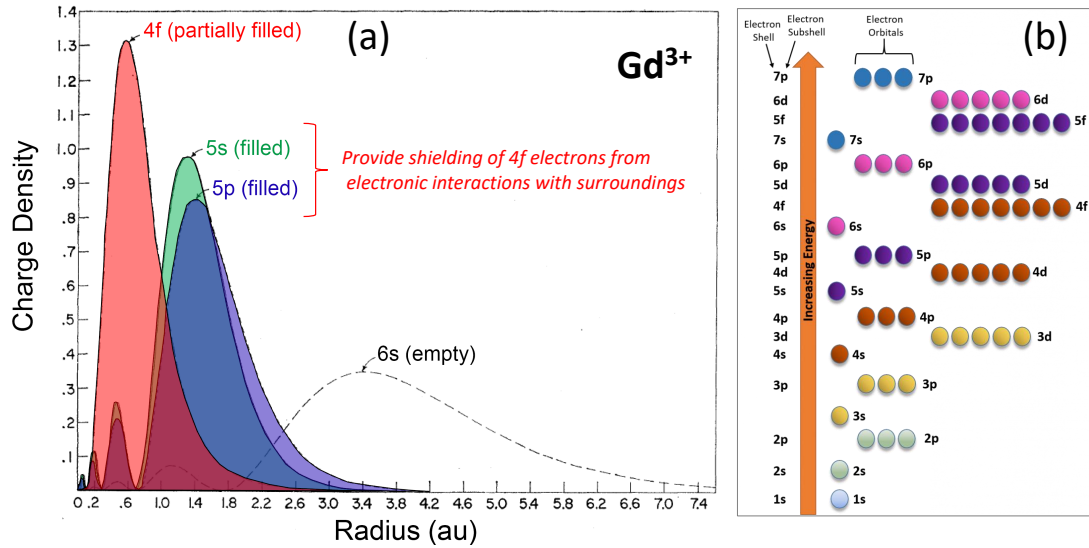 (a)
Gd³⁺
4f (partially filled)
5s (filled)
5p (filled)
Provide shielding of 4f electrons from
electronic interactions with surroundings
6s (empty)
Charge Density
1.4
1.3
1.2
1.1
1.0
.9
.8
.7
.6
.5
.4
.3
.2
.1
0 0.2 .6 1.0 1.4 1.8 2.2 2.6 3.0 3.4 3.8 4.2 4.6 5.0 5.4 5.8 6.2 6.6 7.0 7.4
Radius (au)
(b)
Electron
Shell
Electron
Subshell
Electron
Orbitals
Increasing Energy
7p 7p
6d 6d
5f 5f
7s 7s
6p 6p
5d 5d
4f 4f
6s 6s
5p 5p
4d 4d
5s 5s
4p 4p
3d 3d
4s 4s
3p 3p
3s
2p 2p
2s 2s
1s 1s